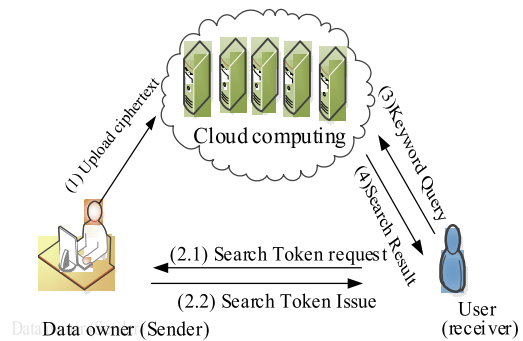 Cloud computing
(1) Upload ciphertext
(3)Keyword Query
(4)Search Result
(2.1) Search Token request
(2.2) Search Token Issue
Data owner (Sender)
User
(receiver)